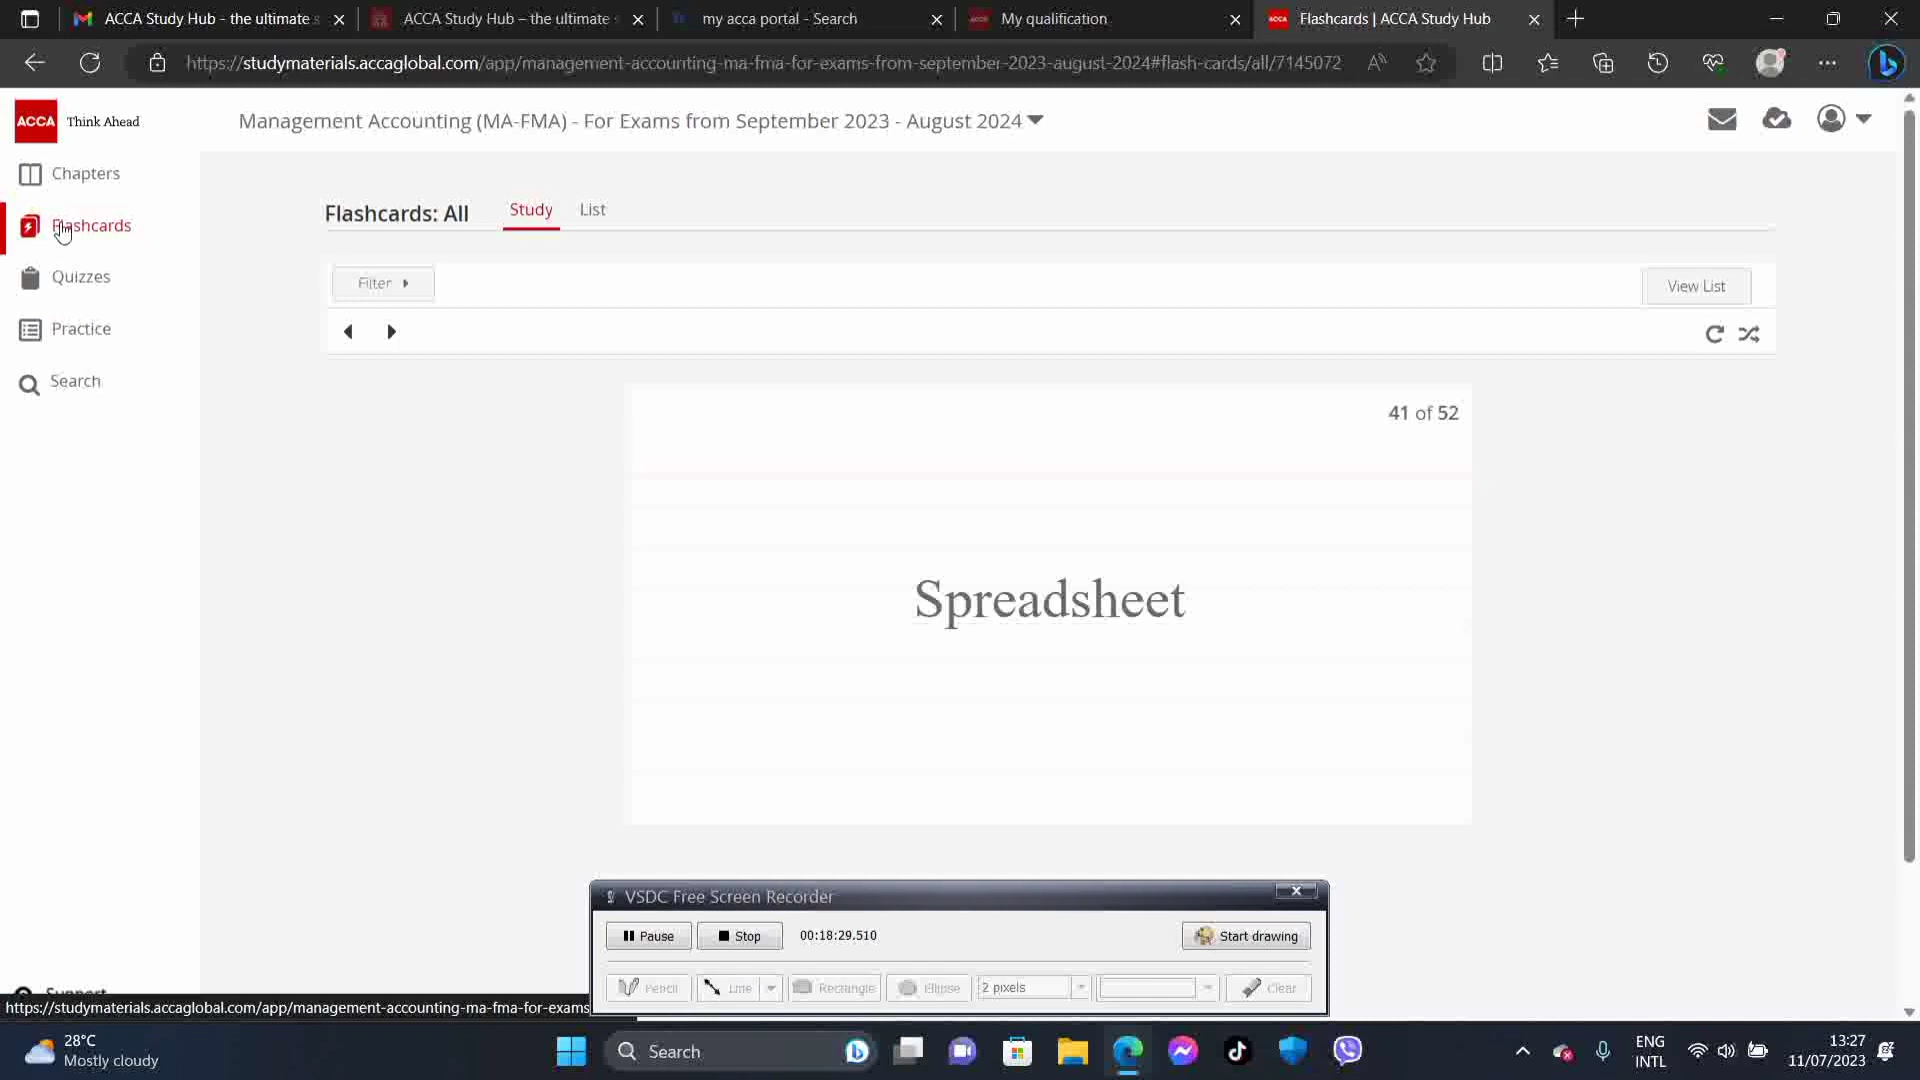 ACCA Study Hub - the ultimate s
ACCA Study Hub – the ultimate s
my acca portal - Search
My qualification
ACCA
Flashcards | ACCA Study Hub
https://studymaterials.accaglobal.com/app/management-accounting-ma-fma-for-exams-from-september-2023-august-2024#flash-cards/all/7145072
ACCA
Think Ahead
Management Accounting (MA-FMA) - For Exams from September 2023 - August 2024
Chapters
Flashcards
Quizzes
Practice
Search
Flashcards: All
Study
List
Filter
View List
41 of 52
Spreadsheet
VSDC Free Screen Recorder
Pause
Stop
00:18:29.510
Start drawing
Pencil
Line
Rectangle
Ellipse
2 pixels
Clear
Support
https://studymaterials.accaglobal.com/app/management-accounting-ma-fma-for-exams
28°C
Mostly cloudy
Search
ENG
INTL
13:27
11/07/2023